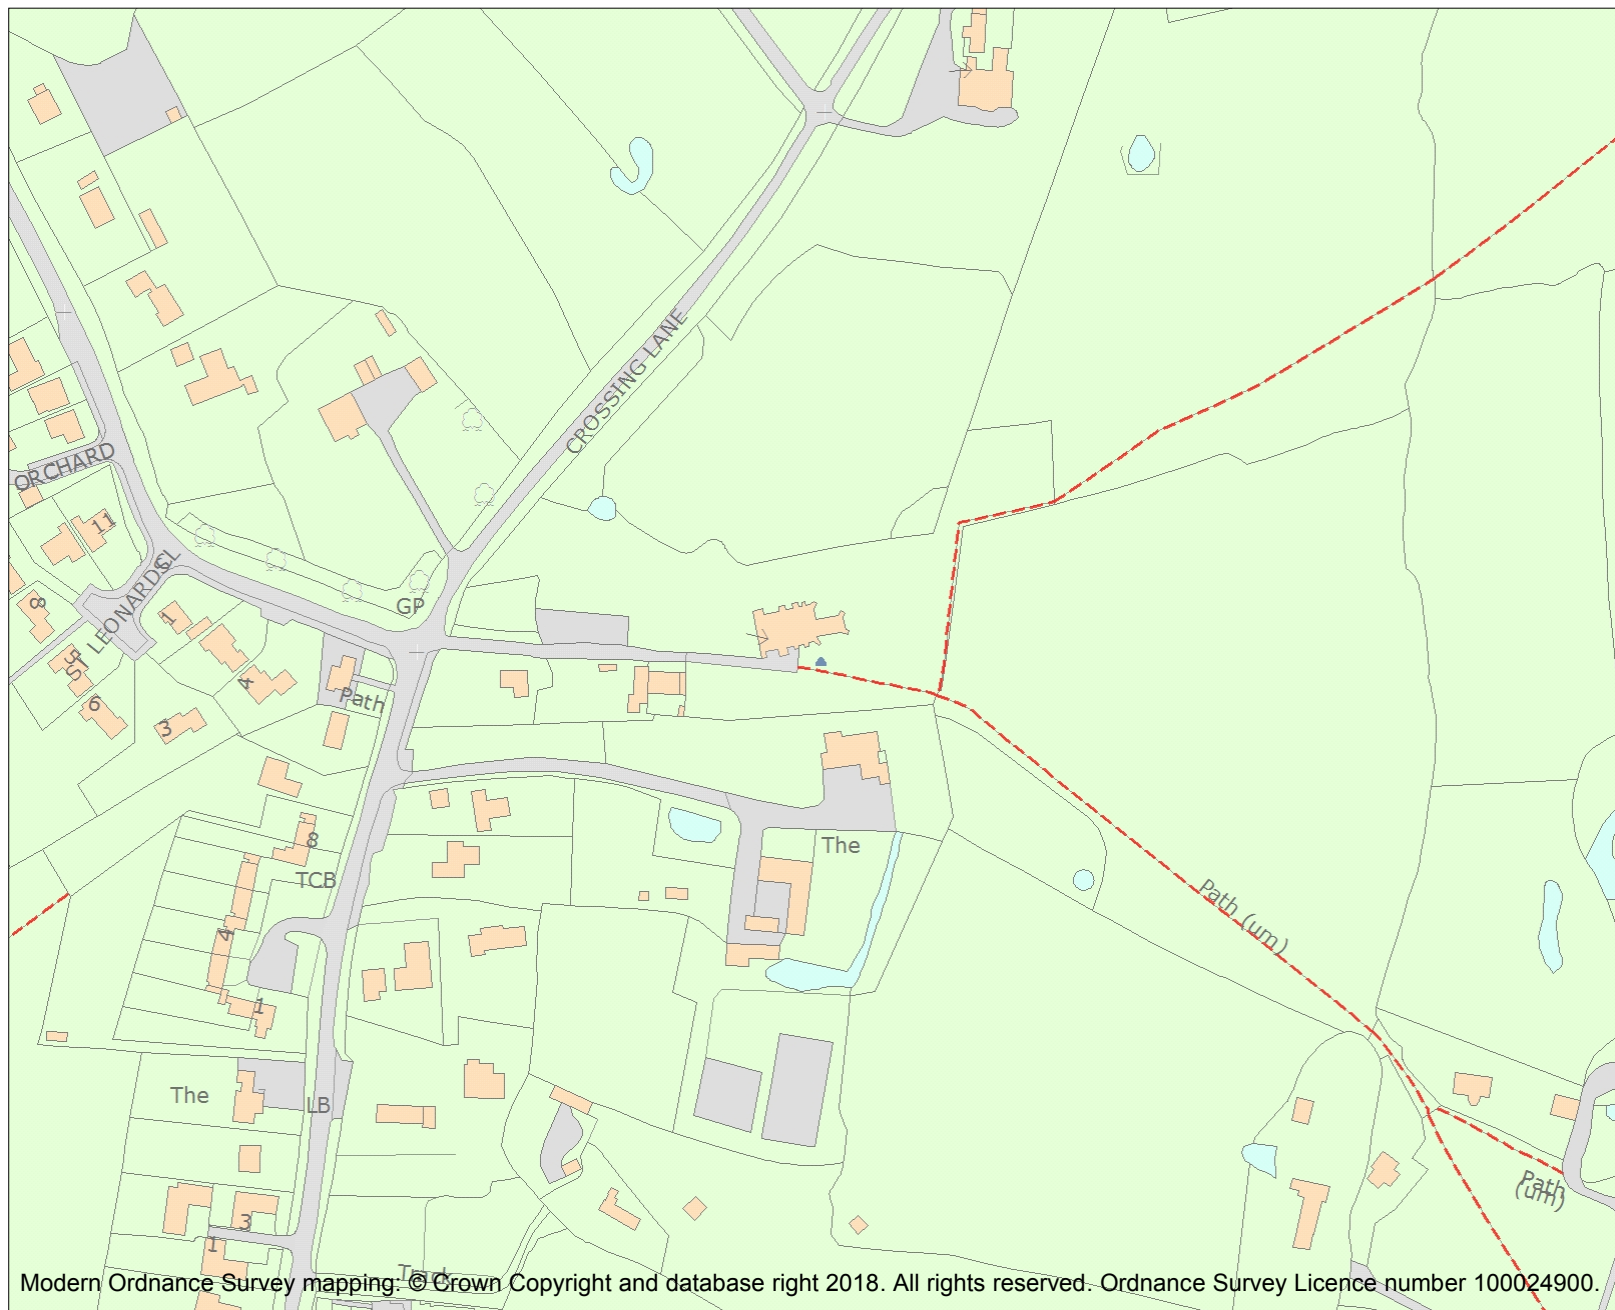 CROSSING LANE
ORCHARD
11
ST LEONARDS CL
8
1
GP
5
4
6
Path
3
8
The
TCB
4
Path (um)
1
The
LB
Path
(um)
3
1
Track
Modern Ordnance Survey mapping: © Crown Copyright and database right 2018. All rights reserved. Ordnance Survey Licence number 100024900.